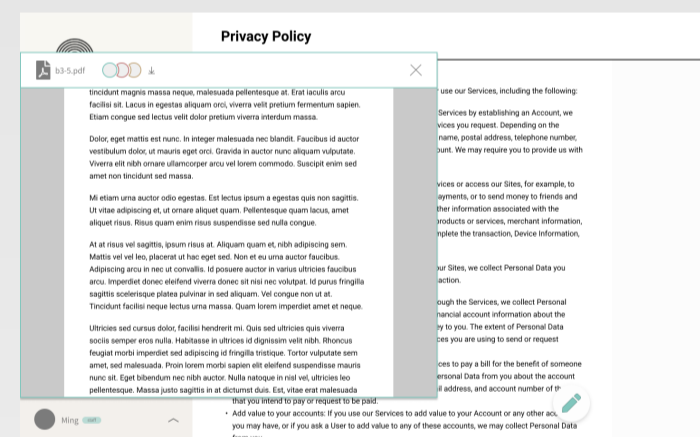 Privacy Policy
b3-5.pdf
tincidunt magnis massa neque, malesuada pellentesque at. Erat iaculis arcu
facilisi sit. Lacus in egestas aliquam orci, viverra velit pretium fermentum sapien.
Etiam congue sed lectus velit dolor pretium viverra interdum massa.
Dolor, eget mattis est nunc. In integer malesuada nec blandit. Faucibus id auctor
vestibulum dolor, ut mauris eget orci. Gravida in auctor nunc aliquam vulputate.
Viverra elit nibh ornare ullamcorper arcu vel lorem commodo. Suscipit enim sed
amet non tincidunt sed massa.
Mi etiam urna auctor odio egestas. Est lectus ipsum a egestas quis non sagittis.
Ut vitae adipiscing et, ut ornare aliquet quam. Pellentesque quam lacus, amet
aliquet risus. Risus quam enim risus suspendisse sed nulla congue.
At at risus vel sagittis, ipsum risus at. Aliquam quam et, nibh adipiscing sem.
Mattis vel vel leo, placerat ut hac eget sed. Non et eu urna auctor faucibus.
Adipiscing arcu in nec ut convallis. Id posuere auctor in varius ultricies faucibus
arcu. Imperdiet donec eleifend viverra donec sit nisi nec volutpat. Id purus fringilla
sagittis scelerisque platea pulvinar in sed aliquam. Vel congue non ut at.
Tincidunt facilisi neque lectus urna massa. Quam lorem imperdiet amet et neque.
Ultricies sed cursus dolor, facilisi hendrerit mi. Quis sed ultricies quis viverra
sociis semper eros nulla. Habitasse in ultrices id dignissim velit nibh. Rhoncus
feugiat morbi imperdiet sed adipiscing id fringilla tristique. Tortor vulputate sem
amet, sed malesuada. Proin lorem morbi sapien elit eleifend suspendisse mauris
nunc sit. Eget bibendum nec nibh auctor. Nulla natoque in nisl vel, ultricies leo
pellentesque. Massa justo sagittis in at dictumst duis. Est, vitae erat malesuada
use our Services, including the following:
Services by establishing an Account, we
vices you request. Depending on the
name, postal address, telephone number,
ount. We may require you to provide us with
vices or access our Sites, for example, to
ayments, or to send money to friends and
ther information associated with the
products or services, merchant information,
mplete the transaction, Device Information,
our Sites, we collect Personal Data you
action.
ough the Services, we collect Personal
nancial account information about the
ey to you. The extent of Personal Data
ces you are using to send or request
ces to pay a bill for the benefit of someone
ersonal Data from you about the account
il address, and account number of th
that you intend to pay or request to be paid.
• Add value to your accounts: If you use our Services to add value to your Account or any other acc
you may have, or if you ask a User to add value to any of these accounts, we may collect Personal Data
Ming